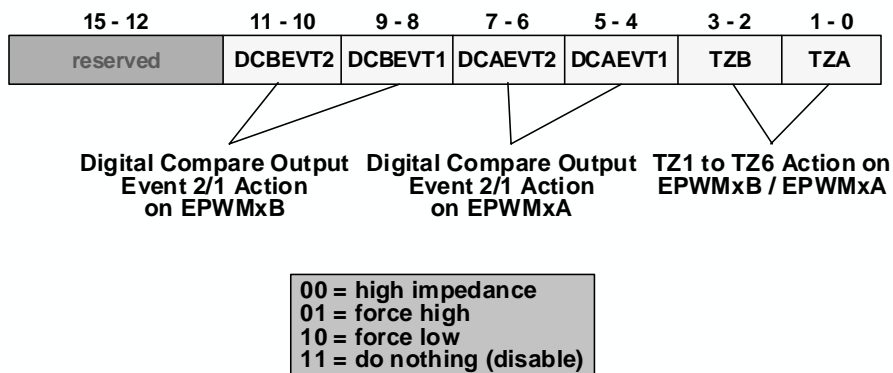 15 - 12 11 - 10 9 - 8 7 - 6 5 - 4 3 - 2 1 - 0
reserved DCBEVT2 DCBEVT1 DCAEVT2 DCAEVT1 TZB TZA
Digital Compare Output
Event 2/1 Action
on EPWMxB
Digital Compare Output
Event 2/1 Action
on EPWMxA
TZ1 to TZ6 Action on
EPWMxB / EPWMxA
00 = high impedance
01 = force high
10 = force low
11 = do nothing (disable)